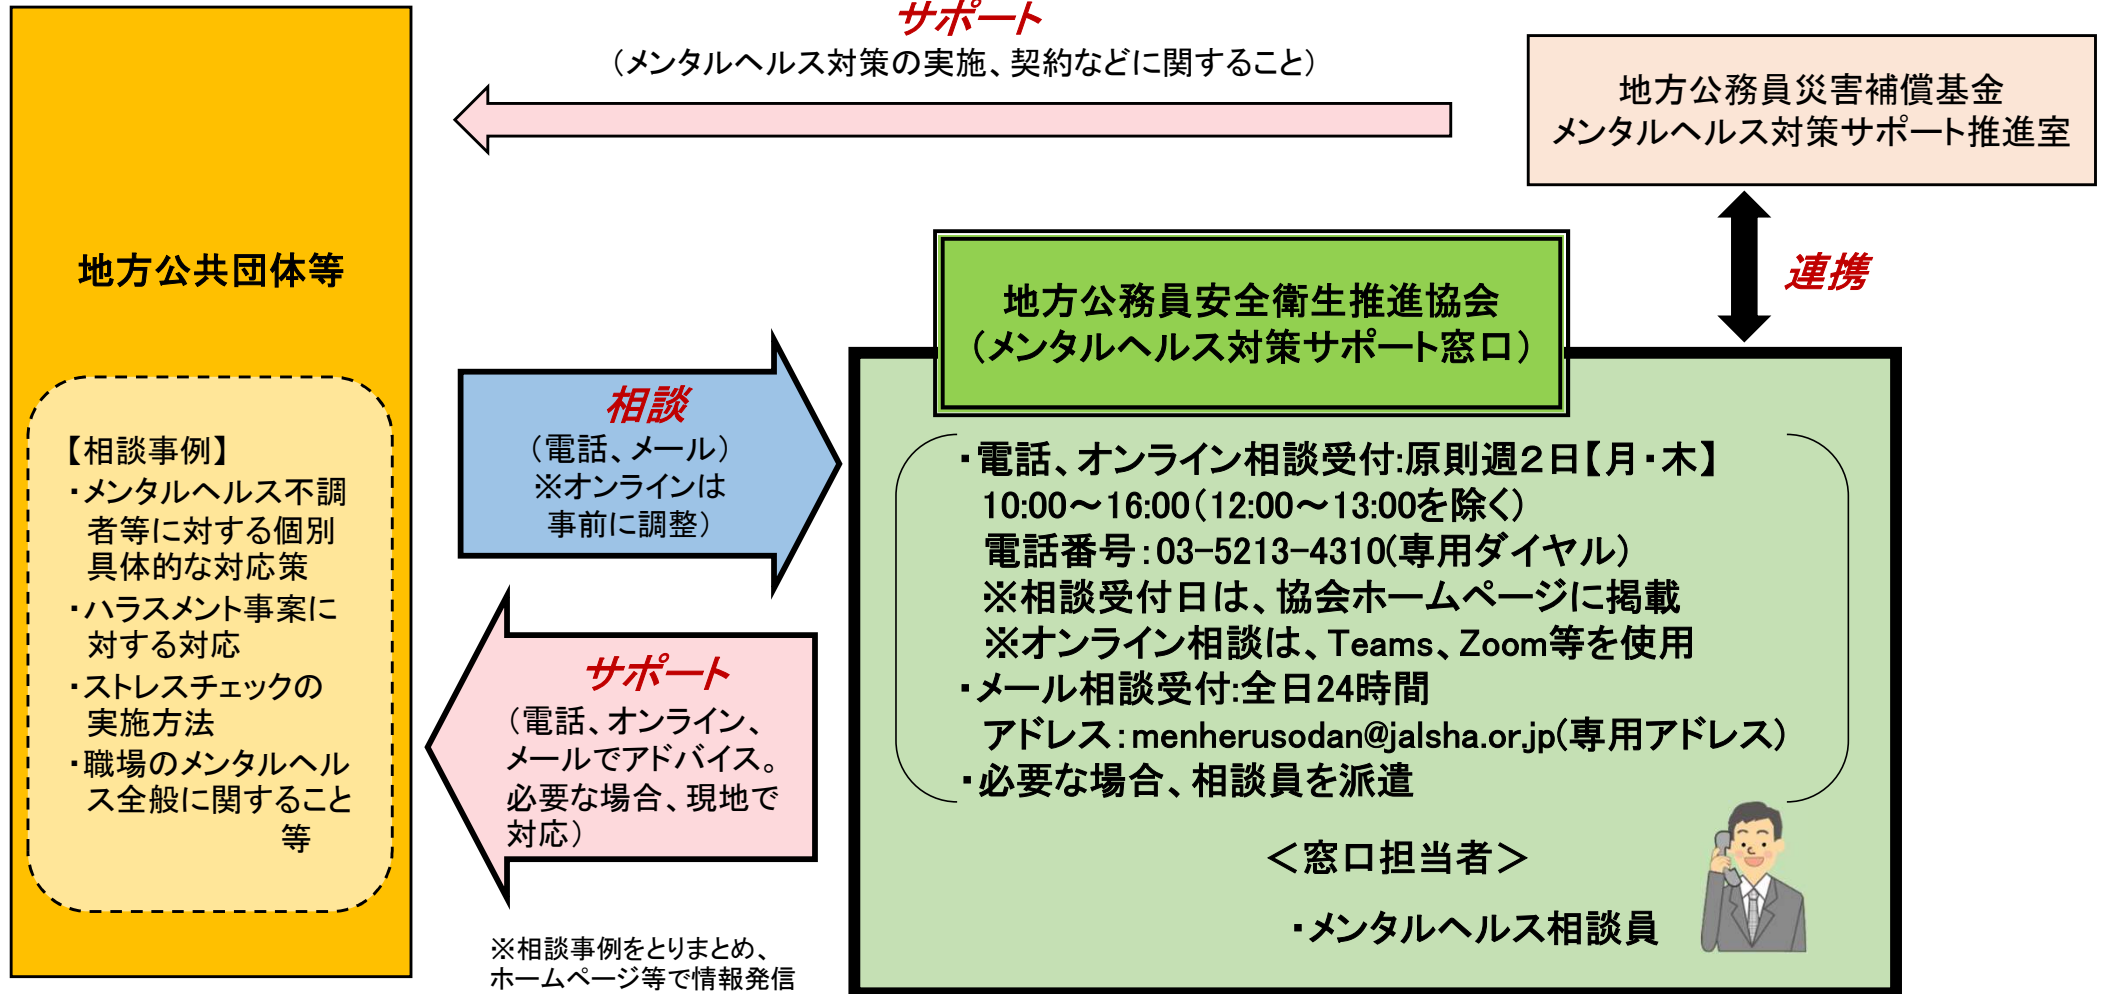 サポート
（メンタルヘルス対策の実施、契約などに関すること）
地方公務員災害補償基金
メンタルヘルス対策サポート推進室
連携
地方公共団体等
【相談事例】
・メンタルヘルス不調
者等に対する個別
具体的な対応策
・ハラスメント事案に
対する対応
・ストレスチェックの
実施方法
・職場のメンタルヘル
ス全般に関すること
等
相談
（電話、メール）
※オンラインは
事前に調整）
サポート
（電話、オンライン、
メールでアドバイス。
必要な場合、現地で
対応）
※相談事例をとりまとめ、
ホームページ等で情報発信
地方公務員安全衛生推進協会
（メンタルヘルス対策サポート窓口）
・電話、オンライン相談受付:原則週２日【月・木】
10:00～16:00（12:00～13:00を除く）
電話番号：03-5213-4310(専用ダイヤル）
※相談受付日は、協会ホームページに掲載
※オンライン相談は、Teams、Zoom等を使用
・メール相談受付:全日24時間
アドレス：menherusodan@jalsha.or.jp(専用アドレス）
・必要な場合、相談員を派遣
＜窓口担当者＞
・メンタルヘルス相談員